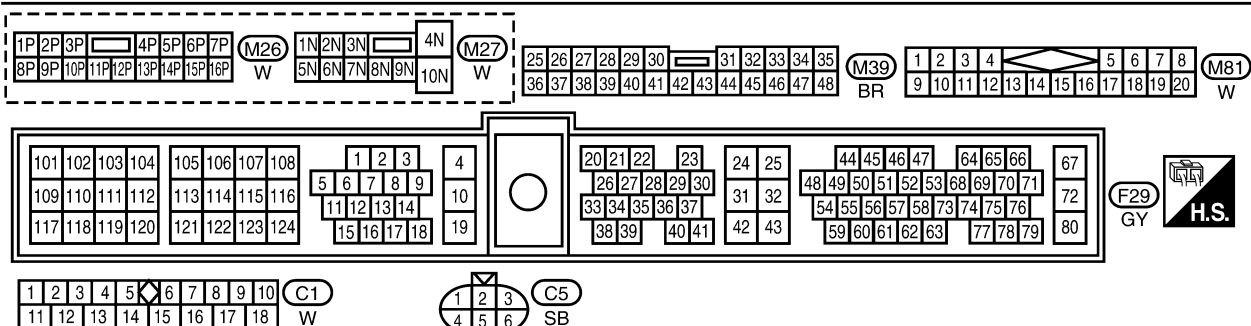 1P 2P 3P 4P 5P 6P 7P M26
8P 9P 10P 11P 12P 13P 14P 15P 16P W
1N 2N 3N 4N M27
5N 6N 7N 8N 9N 10N W
25 26 27 28 29 30 31 32 33 34 35 M39
36 37 38 39 40 41 42 43 44 45 46 47 48 BR
1 2 3 4 5 6 7 8 M81
9 10 11 12 13 14 15 16 17 18 19 20 W
101 102 103 104 105 106 107 108 1 2 3 4 20 21 22 23 24 25 44 45 46 47 64 65 66 67
109 110 111 112 113 114 115 116 5 6 7 8 9 10 26 27 28 29 30 31 32 48 49 50 51 52 53 68 69 70 71 72 F29
11 12 13 14 33 34 35 36 37 54 55 56 57 58 73 74 75 76 GY
117 118 119 120 121 122 123 124 15 16 17 18 19 38 39 40 41 42 43 59 60 61 62 63 77 78 79 80
H.S.
1 2 3 4 5 6 7 8 9 10 C1
11 12 13 14 15 16 17 18 W
1 2 3 C5
4 5 6 SB